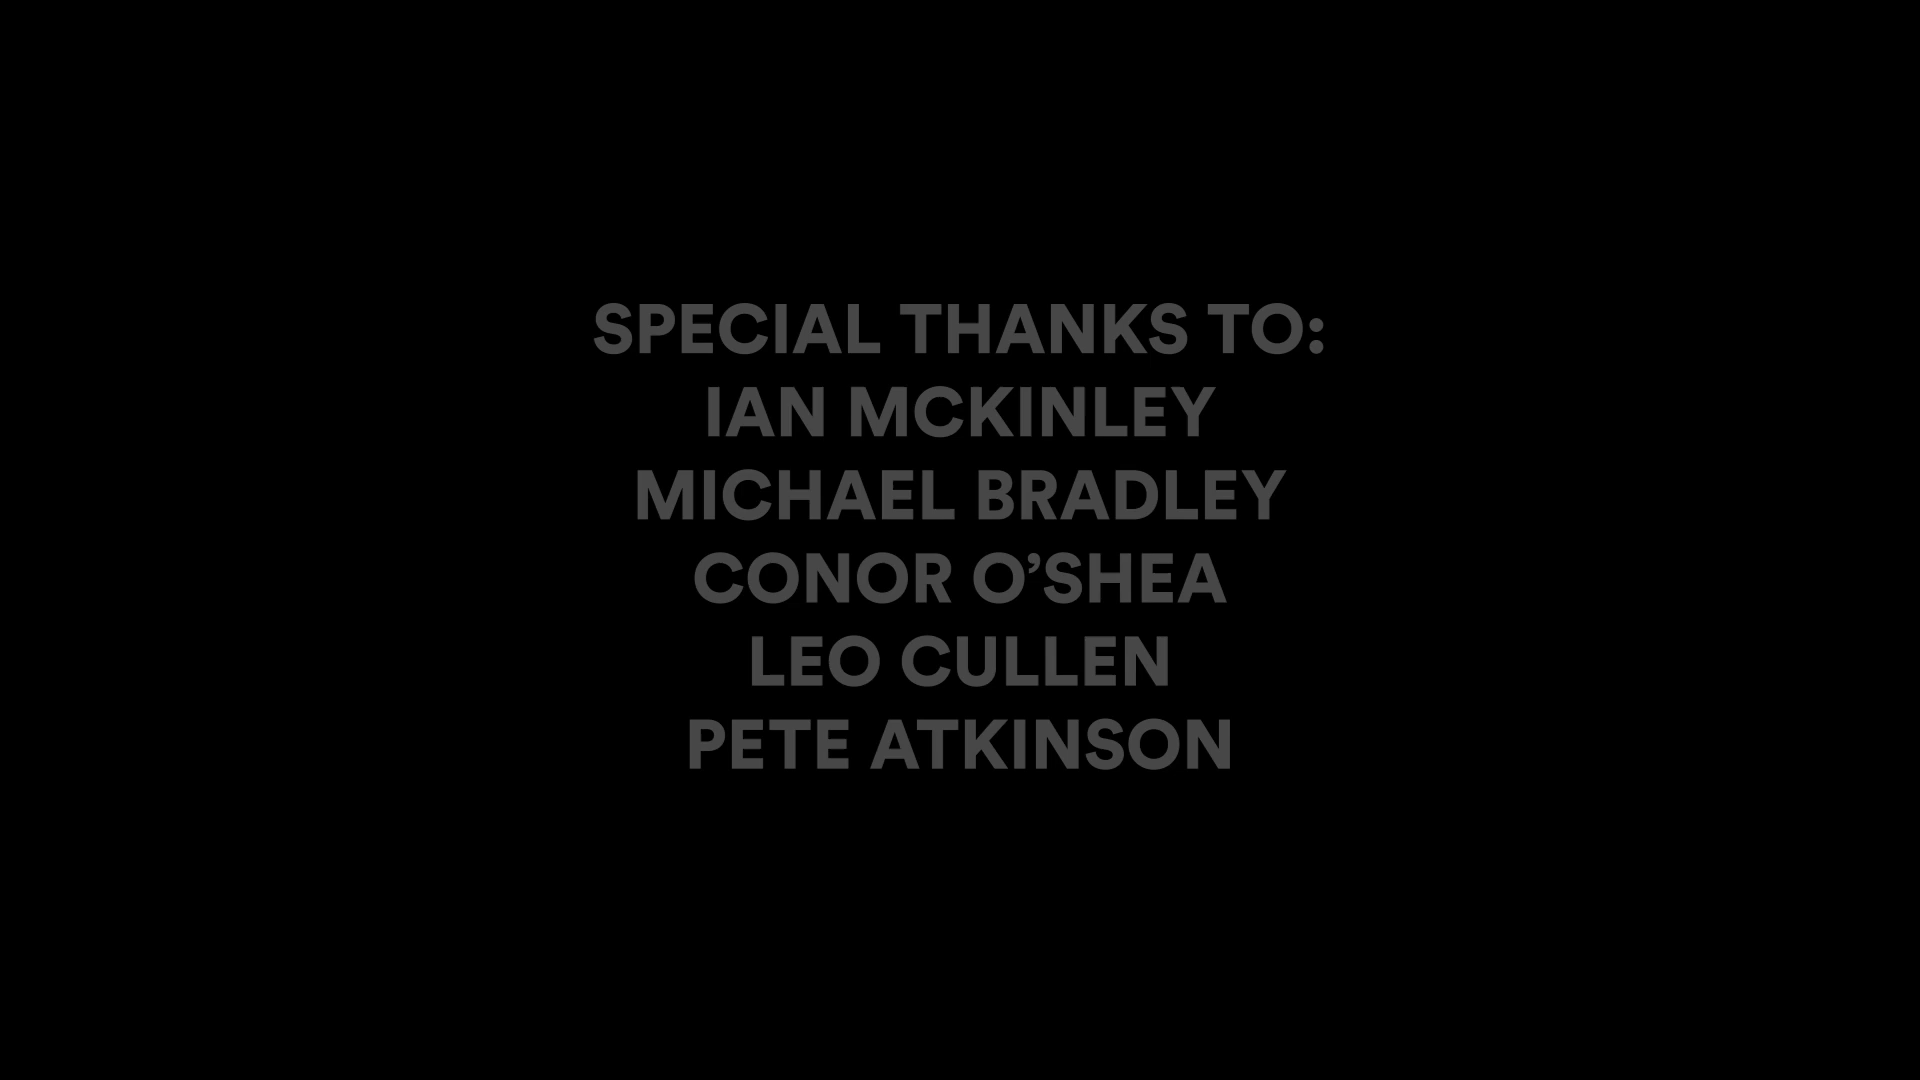 SPECIAL THANKS TO:
IAN MCKINLEY
MICHAEL BRADLEY
CONOR O’SHEA
LEO CULLEN
PETE ATKINSON